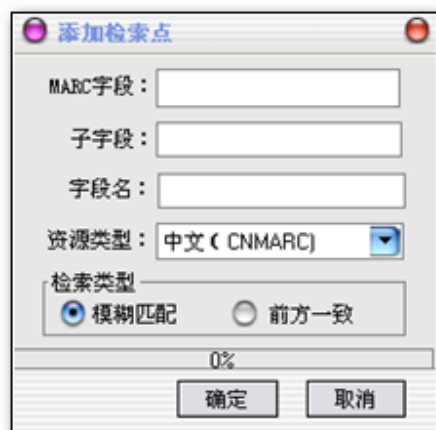 添加检索点
MARC字段：
子字段：
字段名：
资源类型：中文( CNMARC)
检索类型
模糊匹配 前方一致
0%
确定 取消